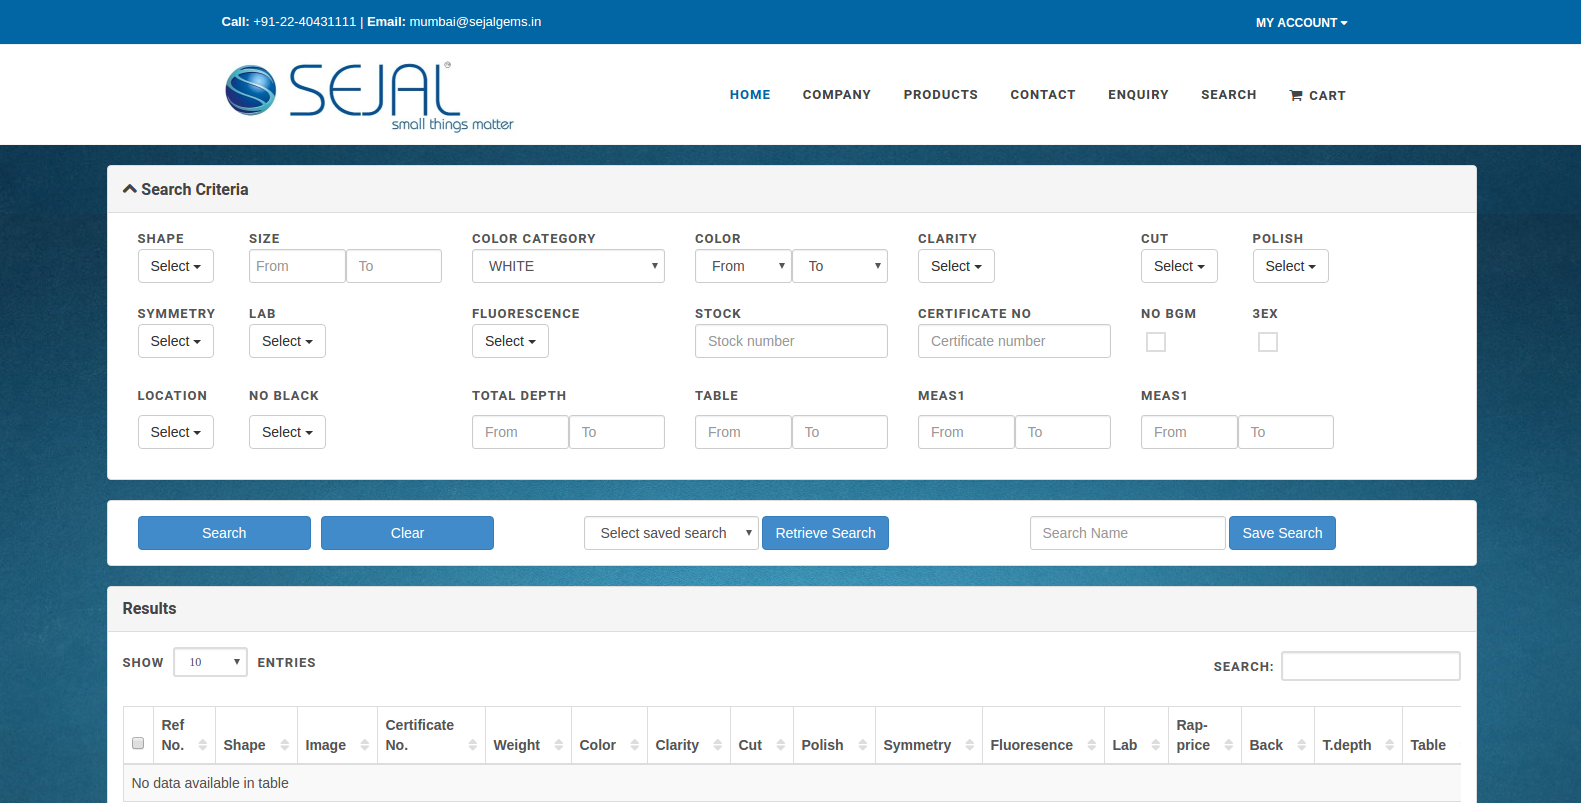 Call: +91-22-40431111 | Email: mumbai@sejalgems.in
MY ACCOUNT
SEJAL
small things matter
HOME COMPANY PRODUCTS CONTACT ENQUIRY SEARCH CART
Search Criteria
SHAPE SIZE COLOR CATEGORY COLOR CLARITY CUT POLISH
Select From To WHITE From To Select Select Select
SYMMETRY LAB FLUORESCENCE STOCK CERTIFICATE NO NO BGM 3EX
Select Select Select Stock number Certificate number
LOCATION NO BLACK TOTAL DEPTH TABLE MEAS1 MEAS1
Select Select From To From To From To From To
Search Clear Select saved search Retrieve Search Search Name Save Search
Results
SHOW 10 ENTRIES SEARCH:
Ref No. Shape Image Certificate No. Weight Color Clarity Cut Polish Symmetry Fluoresence Lab Rap-price Back T.depth Table
No data available in table